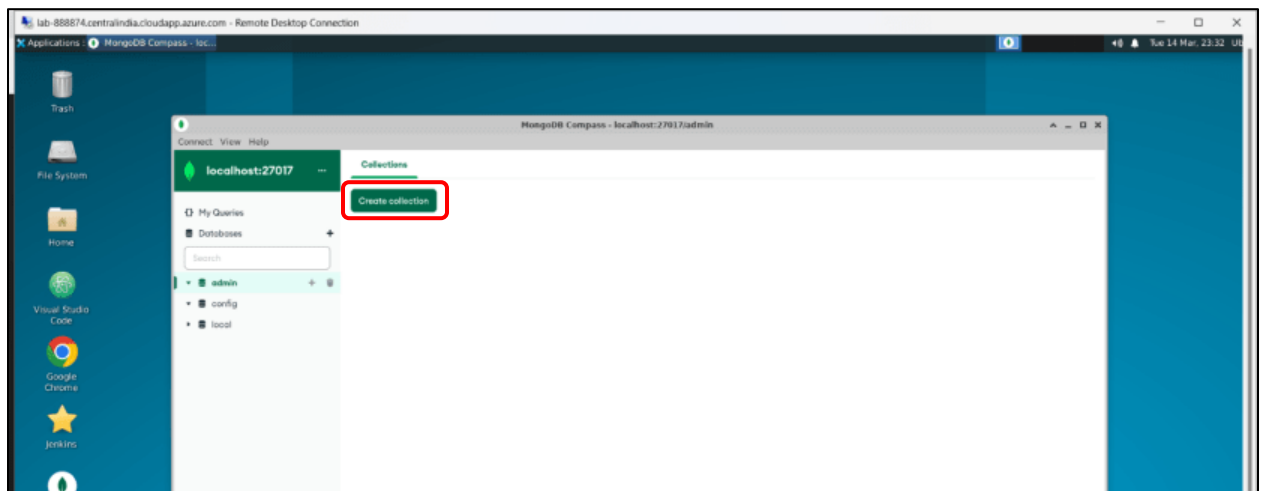 lab-888874.centralindia.cloudapp.azure.com - Remote Desktop Connection
Applications : MongoDB Compass - loc...
Tue 14 Mar, 23:32 Ub
Trash
File System
Home
Visual Studio
Code
Google
Chrome
Jenkins
MongoDB Compass - localhost:27017/admin
Connect View Help
localhost:27017 ...
My Queries
Databases +
Search
admin +
config
local
Collections
Create collection